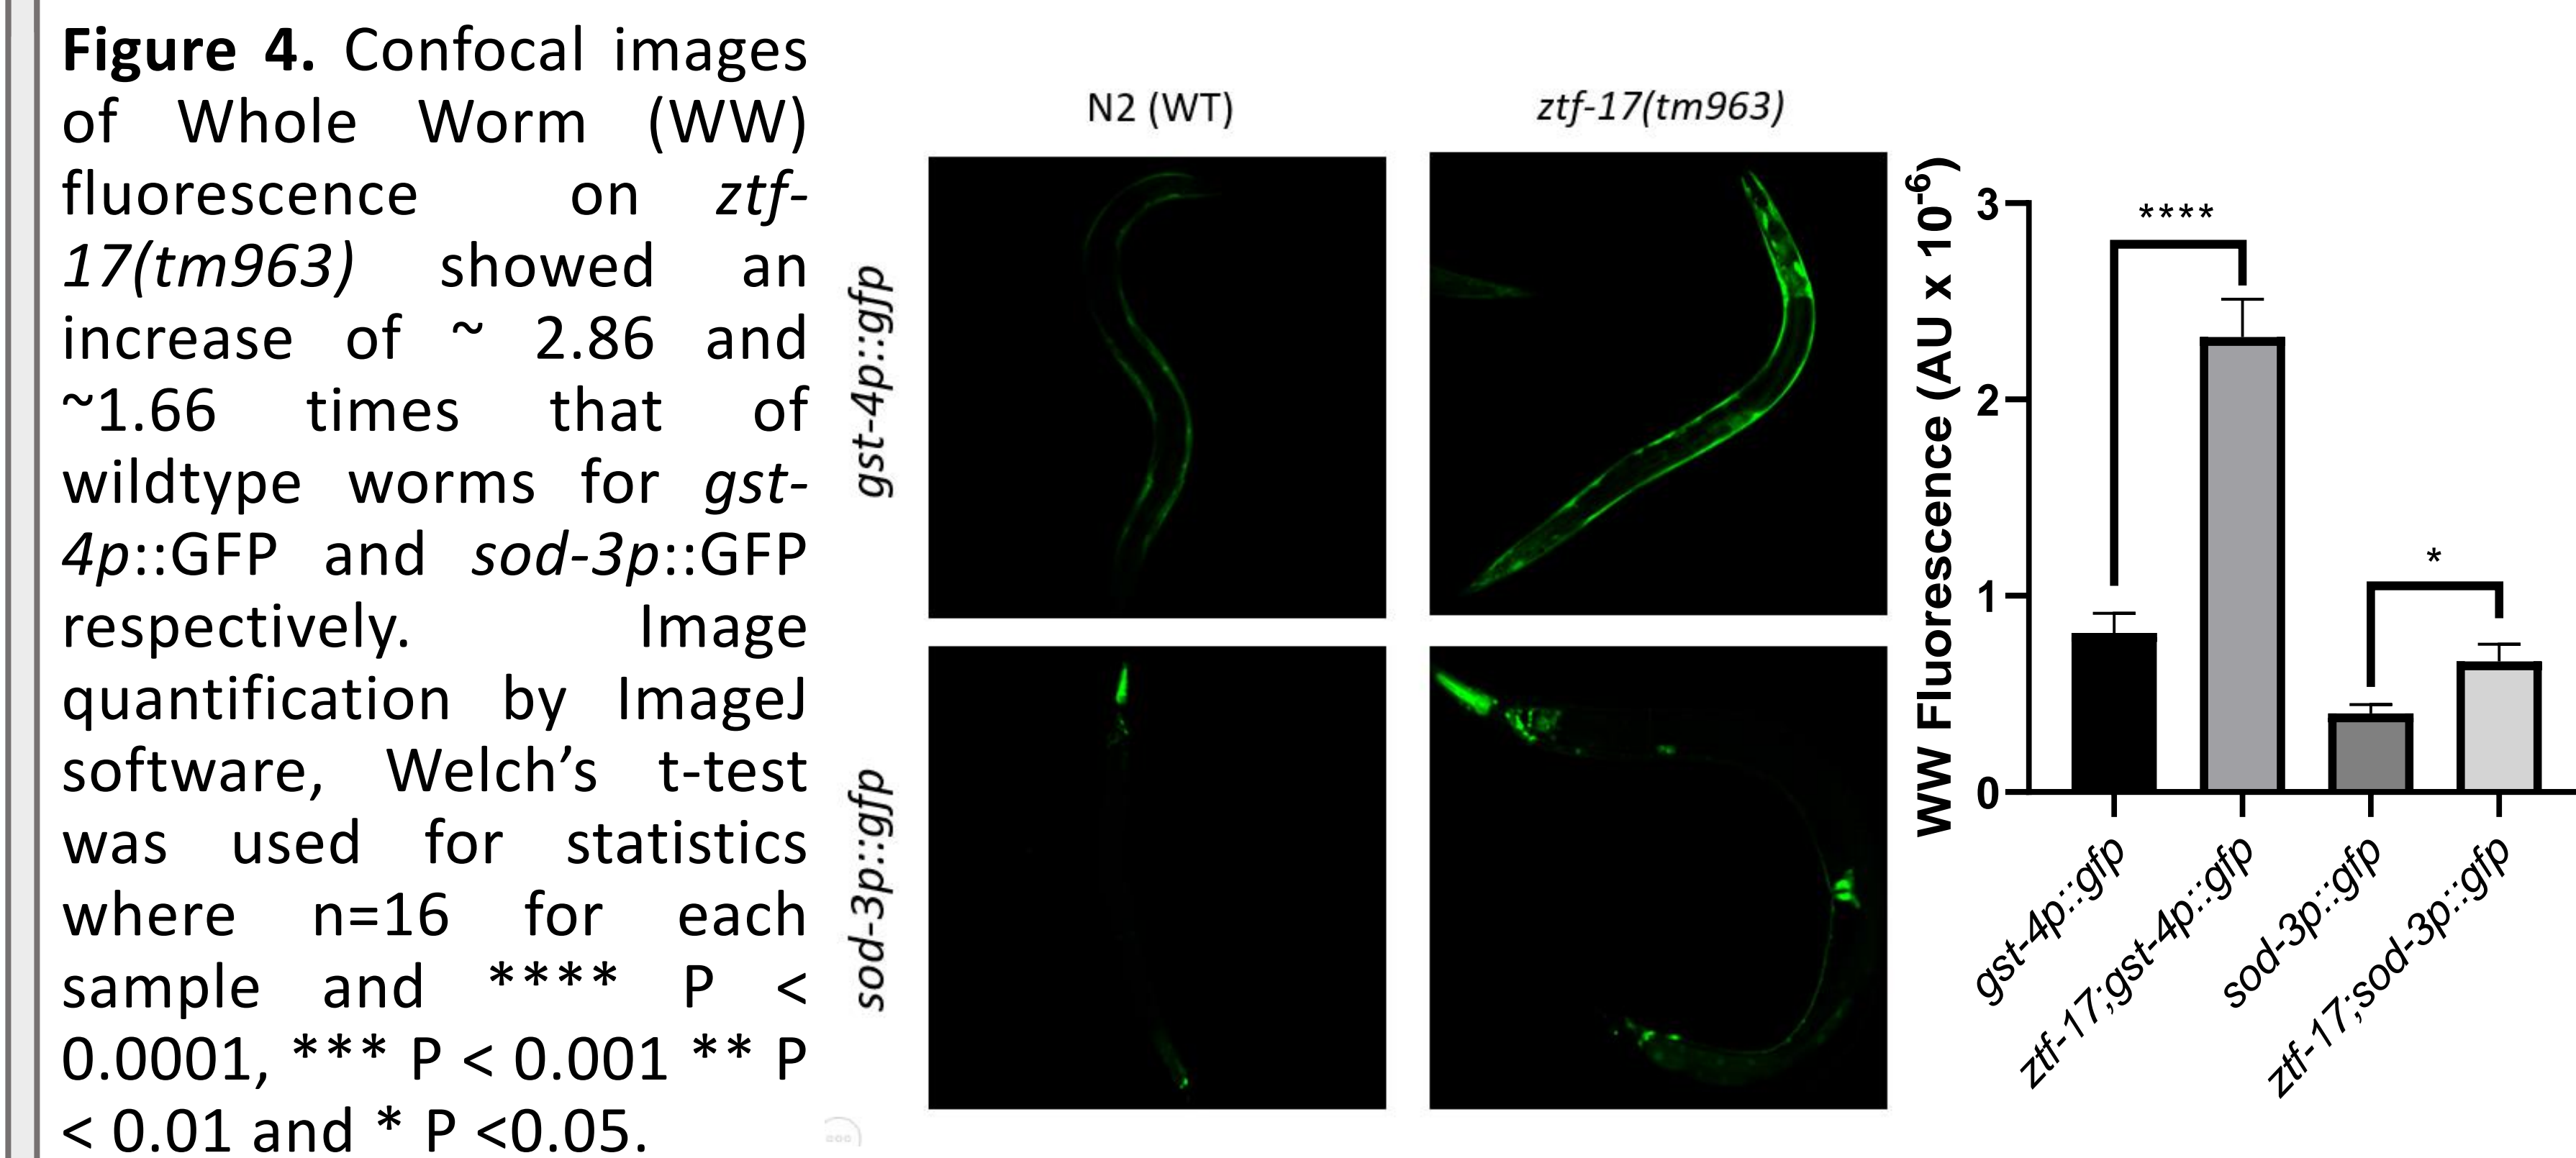 Figure 4. Confocal images
of Whole Worm (WW)
fluorescence on ztf-
17(tm963) showed an
increase of ~ 2.86 and
~1.66 times that of
wildtype worms for gst-
4p::GFP and sod-3p::GFP
respectively. Image
quantification by ImageJ
software, Welch’s t-test
was used for statistics
where n=16 for each
sample and **** P <
0.0001, *** P < 0.001 ** P
< 0.01 and * P <0.05.
N2 (WT)
ztf-17(tm963)
gst-4p::gfp
sod-3p::gfp
WW Fluorescence (AU x 10-6)
3
2
1
0
****
*
gst-4p::gfp
ztf-17;gst-4p::gfp
sod-3p::gfp
ztf-17;sod-3p::gfp